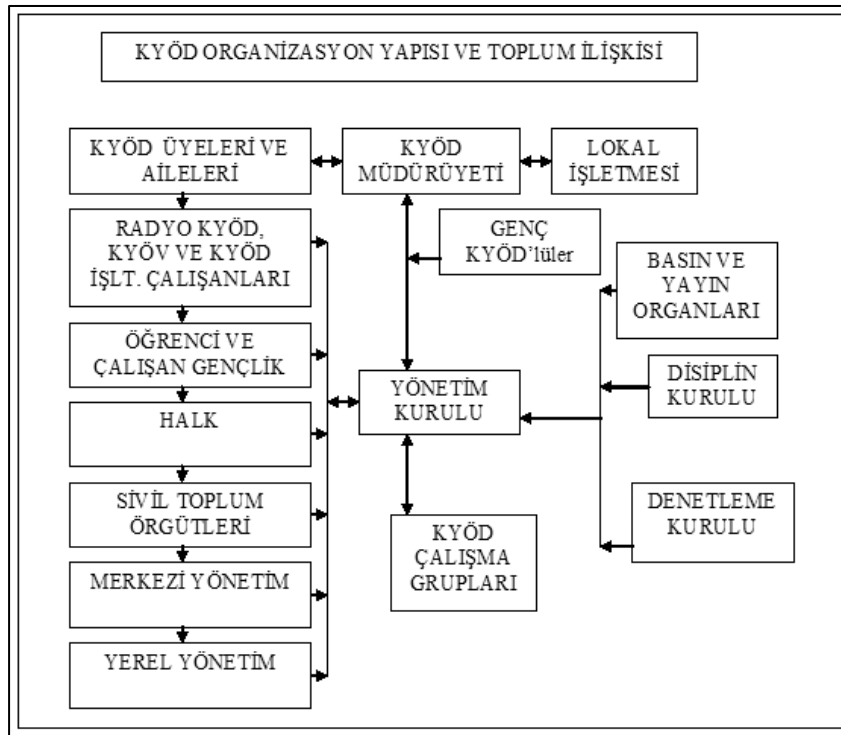 KYÖD ORGANİZASYON YAPISI VE TOPLUM İLİŞKİSİ
KYÖD ÜYELERİ VE
AİLELERİ
KYÖD
MÜDÜRÜYETİ
LOKAL
İŞLETMESİ
RADYO KYÖD,
KYÖV VE KYÖD
İŞLT. ÇALIŞANLARI
GENÇ
KYÖD’lüler
BASIN VE
YAYIN
ORGANLARI
ÖĞRENCİ VE
ÇALIŞAN GENÇLİK
YÖNETİM
KURULU
DİSİPLİN
KURULU
HALK
SİVİL TOPLUM
ÖRGÜTLERİ
KYÖD
ÇALIŞMA
GRUPLARI
DENETLEME
KURULU
MERKEZİ YÖNETİM
YEREL YÖNETİM